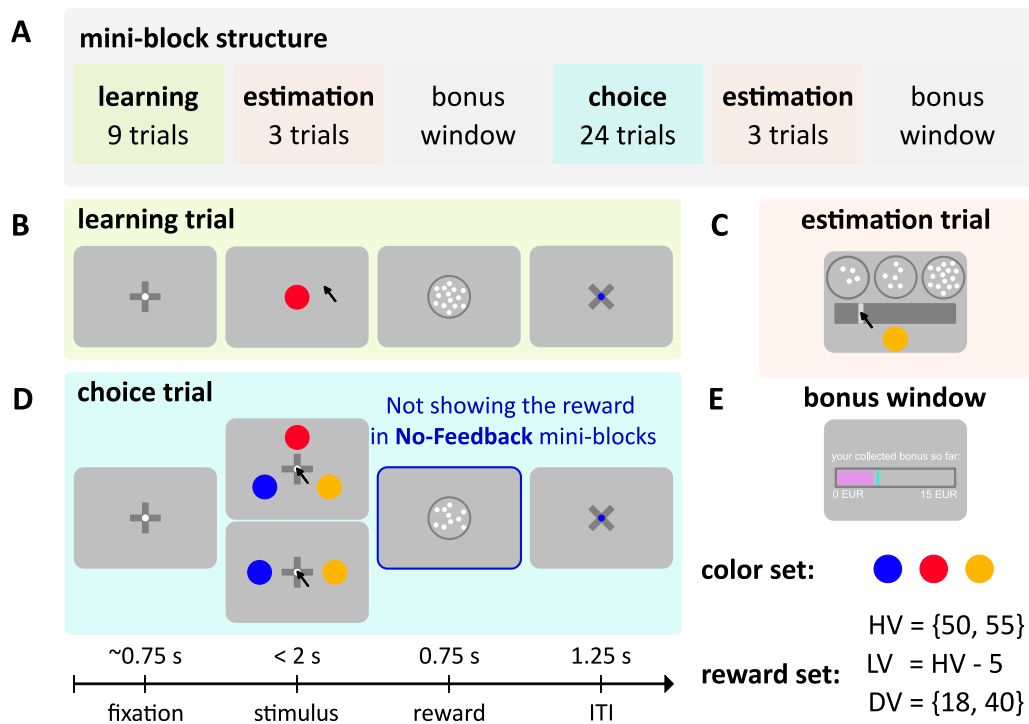 A
mini-block structure
learning
9 trials
estimation
3 trials
bonus
window
choice
24 trials
estimation
3 trials
bonus
window
B
learning trial
C
estimation trial
D
choice trial
Not showing the reward
in No-Feedback mini-blocks
E
bonus window
your collected bonus so far:
0 EUR
15 EUR
color set:
reward set:
HV = {50, 55}
LV = HV - 5
DV = {18, 40}
~0.75 s
< 2 s
0.75 s
1.25 s
fixation
stimulus
reward
ITI